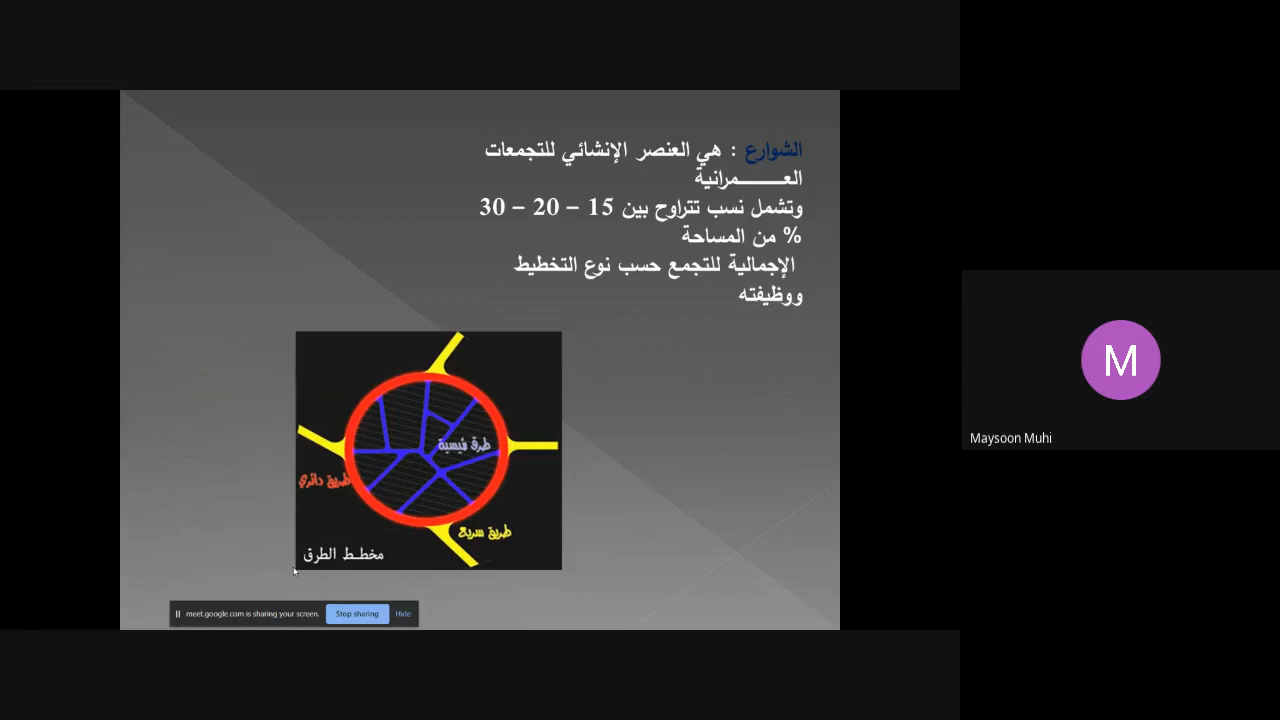 الشوارع : هي العنصر الإنشائي للتجمعات
العـــــــــمرانية
وتشمل نسب تتراوح بين 15 – 20 – 30
% من المساحة
الإجمالية للتجمع حسب نوع التخطيط
ووظيفته
طرق رئيسية
طريق دائري
طريق سريع
مخطـط الطرق
M
Maysoon Muhi
meet.google.com is sharing your screen. Stop sharing Hide